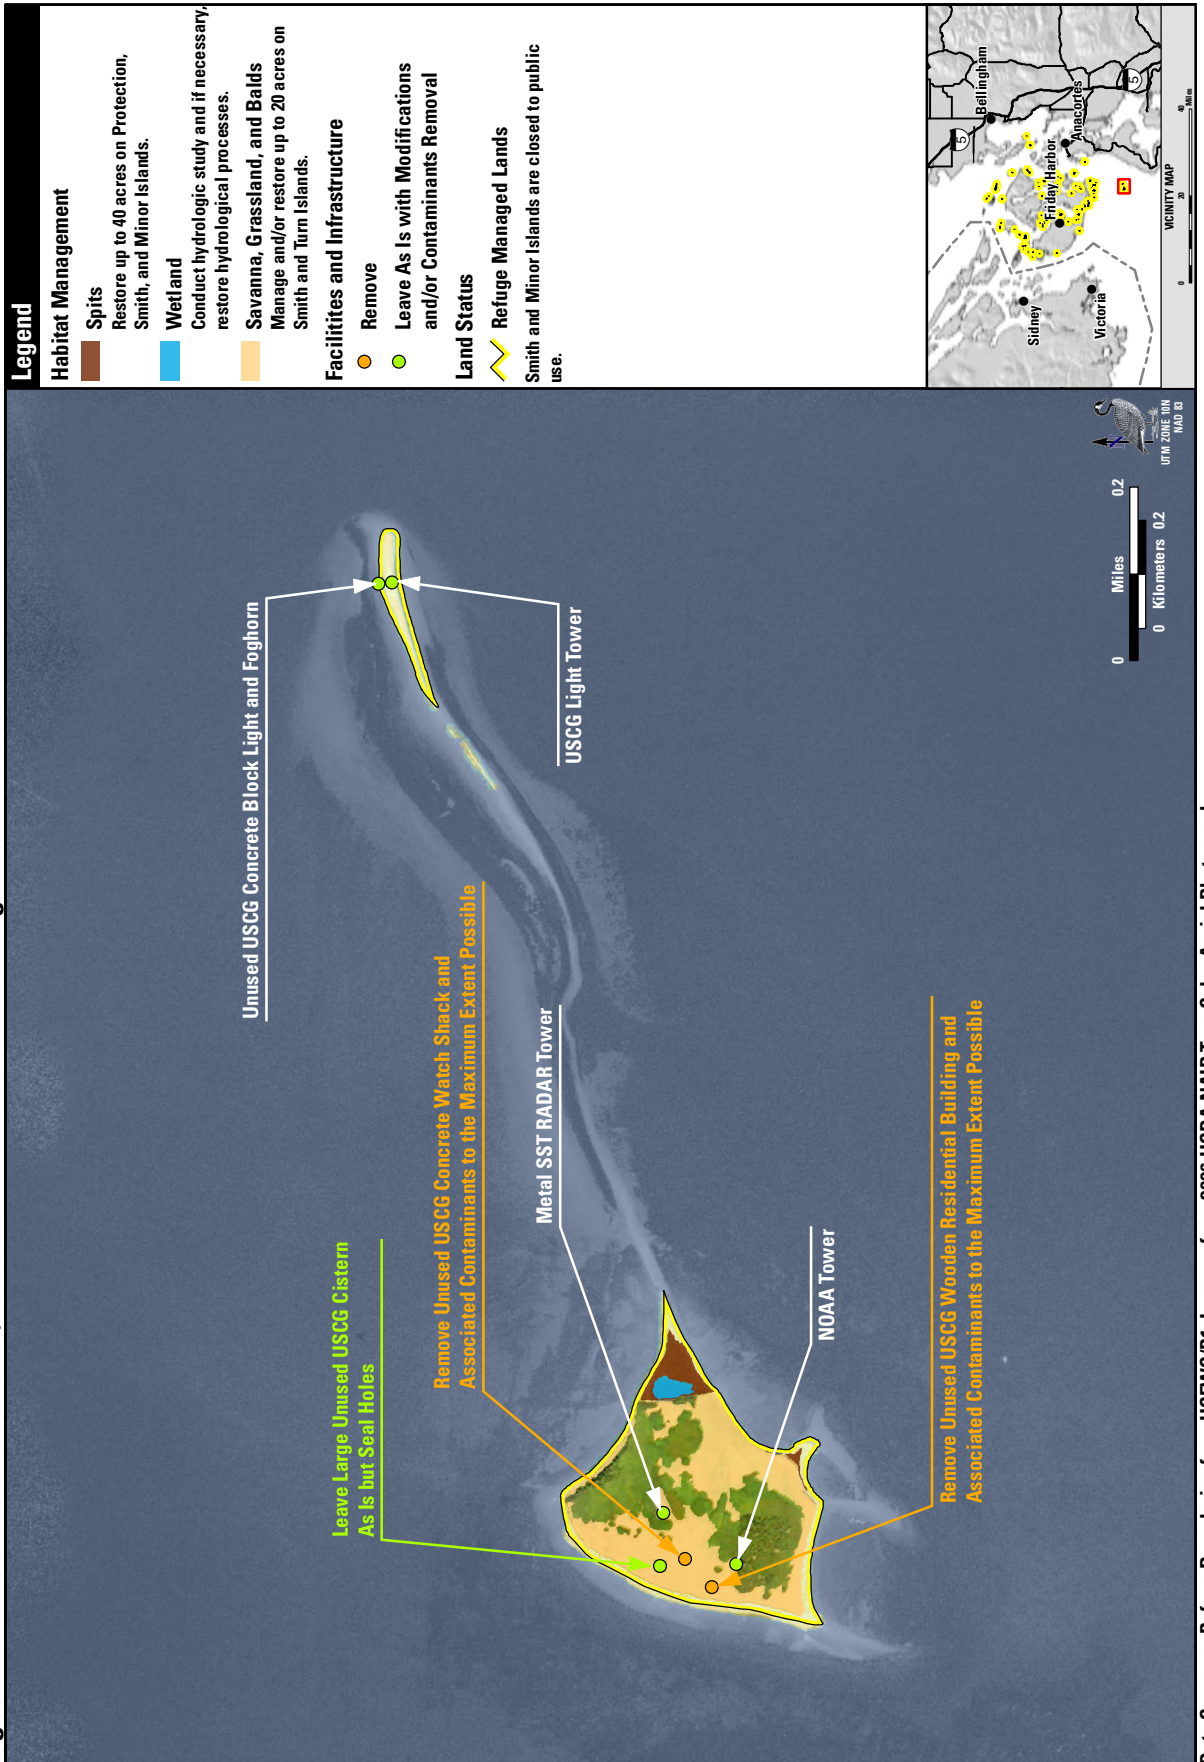 Legend
Habitat Management
Spits
Restore up to 40 acres on Protection,
Smith, and Minor Islands.
Wetland
Conduct hydrologic study and if necessary,
restore hydrological processes.
Savanna, Grassland, and Balds
Manage and/or restore up to 20 acres on
Smith and Turn Islands.
Facilitites and Infrastructure
Remove
Leave As Is with Modifications
and/or Contaminants Removal
Land Status
Refuge Managed Lands
Smith and Minor Islands are closed to public
use.
Unused USCG Concrete Block Light and Foghorn
USCG Light Tower
Leave Large Unused USCG Cistern
As Is but Seal Holes
Remove Unused USCG Concrete Watch Shack and
Associated Contaminants to the Maximum Extent Possible
Metal SST RADAR Tower
NOAA Tower
Remove Unused USCG Wooden Residential Building and
Associated Contaminants to the Maximum Extent Possible
0 Miles 0.2
0 Kilometers 0.2
N
UTM ZONE 10N
NAD 83
Bellingham
5
Anacortes
5
Friday Harbor
Sidney
Victoria
0 20 40
Miles
VICINITY MAP